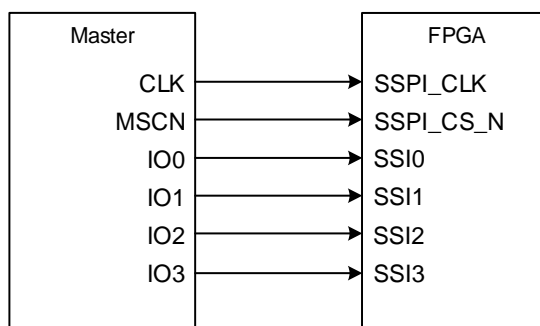 Master FPGA
CLK SSPI_CLK
MSCN SSPI_CS_N
IO0 SSI0
IO1 SSI1
IO2 SSI2
IO3 SSI3